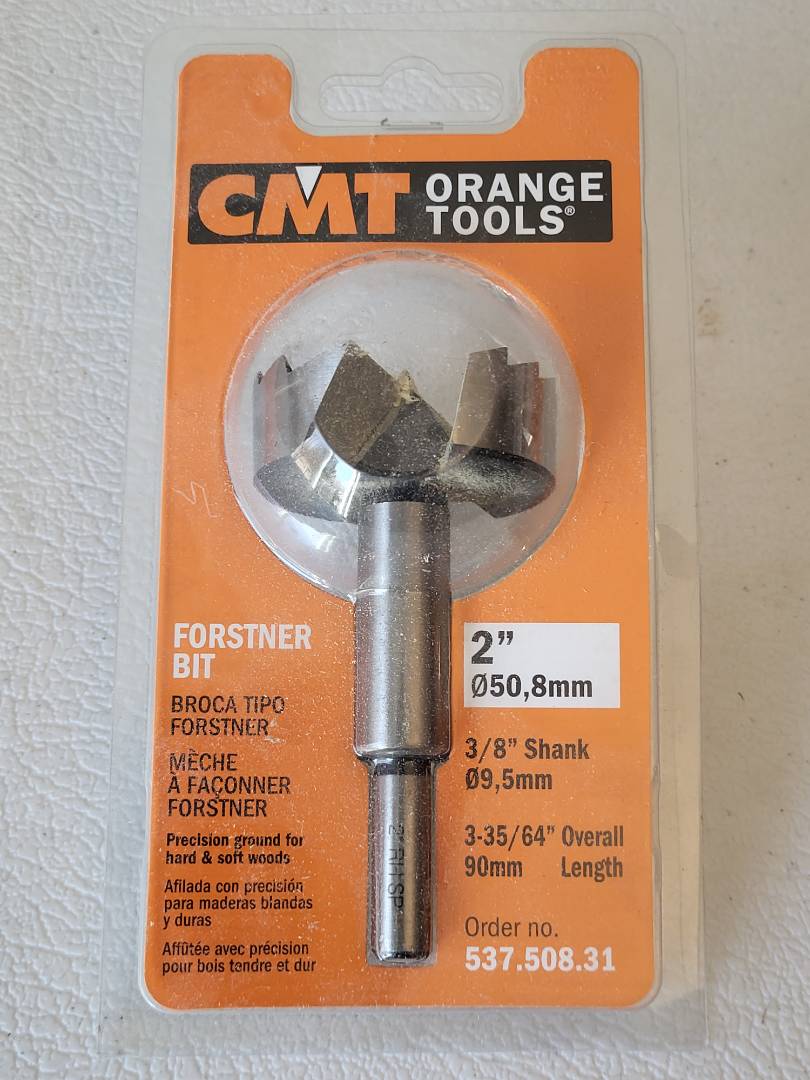 CMT ORANGE
TOOLS®
FORSTNER
BIT
BROCA TIPO
FORSTNER
MÈCHE
À FAÇONNER
FORSTNER
Precision ground for
hard & soft woods
Afilada con precisión
para maderas blandas
y duras
Affûtée avec précision
pour bois tendre et dur
2”
Ø50,8mm
3/8” Shank
Ø9,5mm
3-35/64” Overall
90mm Length
Order no.
537.508.31
2"